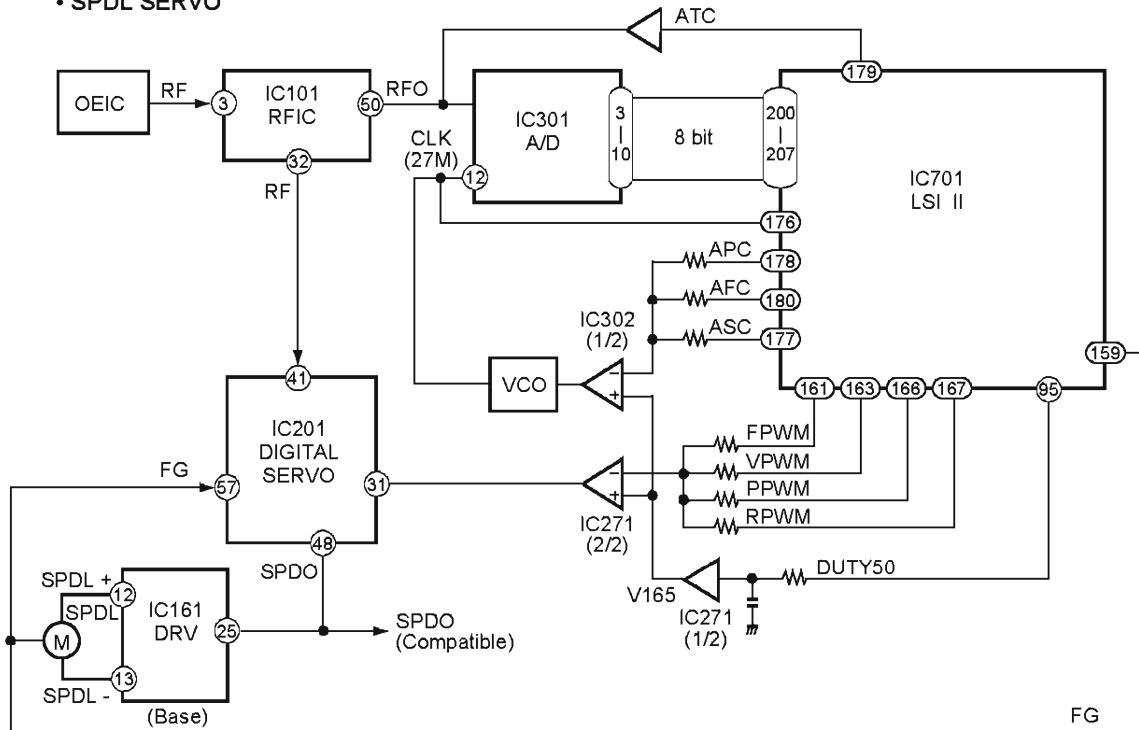 • SPDL SERVO
ATC
179
OEIC
RF
3
IC101
RFIC
50
RFO
32
RF
CLK
(27M)
12
IC301
A/D
3
10
8 bit
200
207
IC701
LSI II
176
APC
178
AFC
180
ASC
177
159
IC302
(1/2)
−
+
VCO
161
163
166
167
95
FPWM
VPWM
PPWM
RPWM
41
IC201
DIGITAL
SERVO
FG
57
31
48
−
+
IC271
(2/2)
SPDO
DUTY50
V165
IC271
(1/2)
SPDL +
12
SPDL
M
IC161
DRV
25
SPDO
(Compatible)
13
SPDL -
(Base)
FG